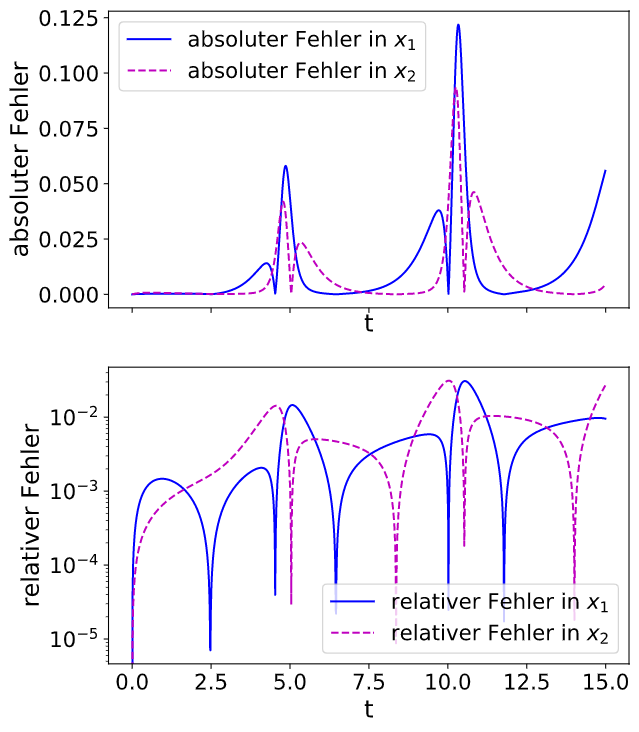 0.125
0.100
0.075
0.050
0.025
0.000
absoluter Fehler
absoluter Fehler in x₁
absoluter Fehler in x₂
t
10⁻²
10⁻³
10⁻⁴
10⁻⁵
relativer Fehler
relativer Fehler in x₁
relativer Fehler in x₂
0.0 2.5 5.0 7.5 10.0 12.5 15.0
t